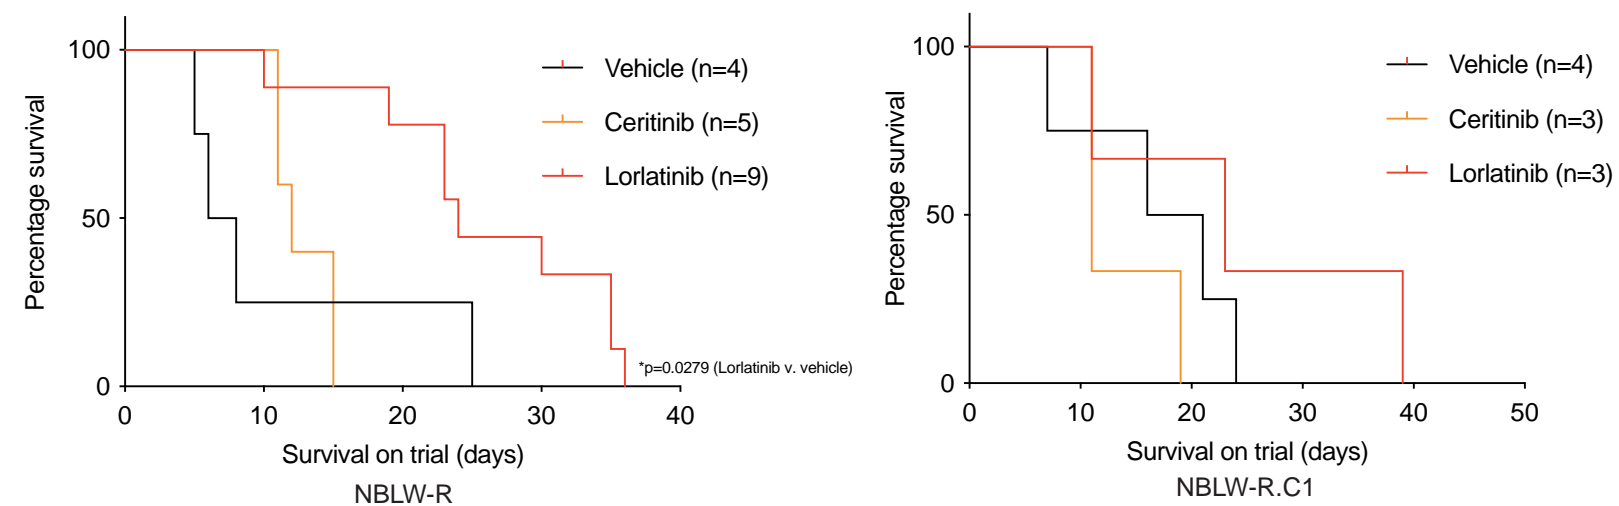 100
50
0
0 10 20 30 40
Percentage survival
Survival on trial (days)
NBLW-R
Vehicle (n=4)
Ceritinib (n=5)
Lorlatinib (n=9)
*p=0.0279 (Lorlatinib v. vehicle)
100
50
0
0 10 20 30 40 50
Percentage survival
Survival on trial (days)
NBLW-R.C1
Vehicle (n=4)
Ceritinib (n=3)
Lorlatinib (n=3)